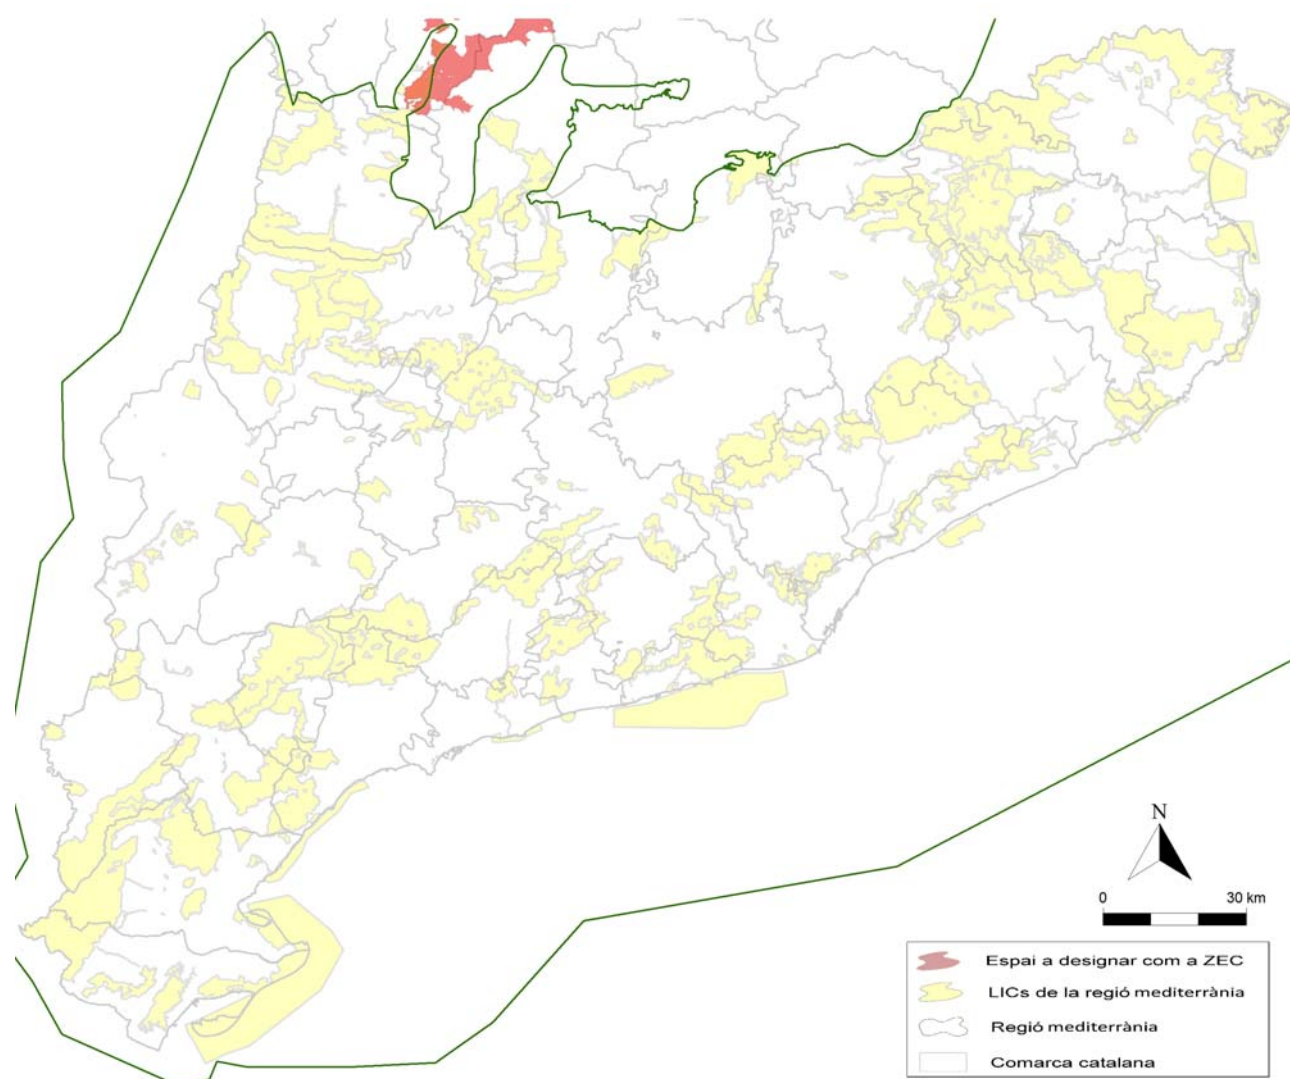 N
0 30 km
Espai a designar com a ZEC
LICs de la regió mediterrània
Regió mediterrània
Comarca catalana